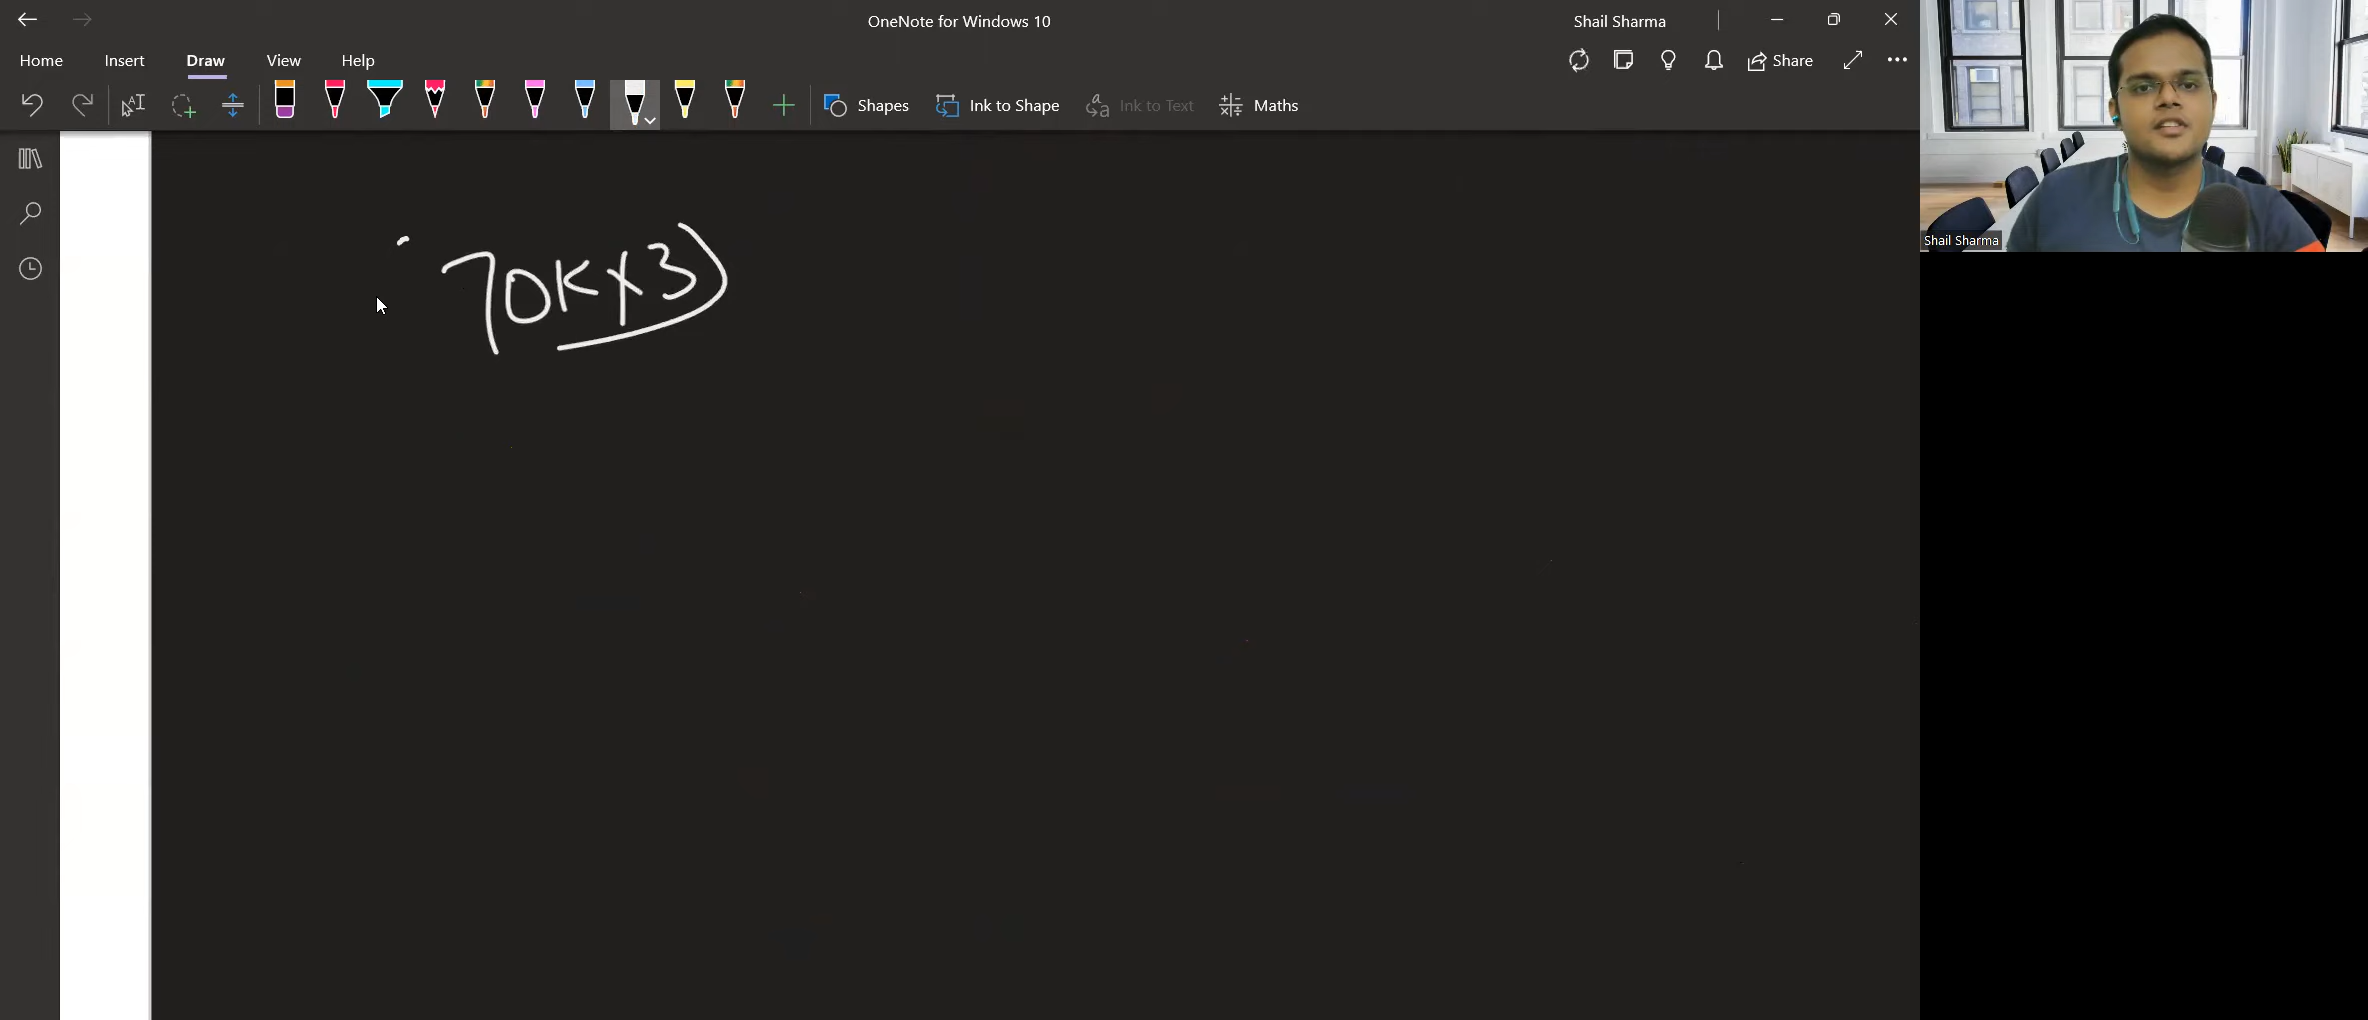 OneNote for Windows 10
Shail Sharma
Home Insert Draw View Help
Share
Shapes Ink to Shape Ink to Text Maths
70K x 3)
Shail Sharma